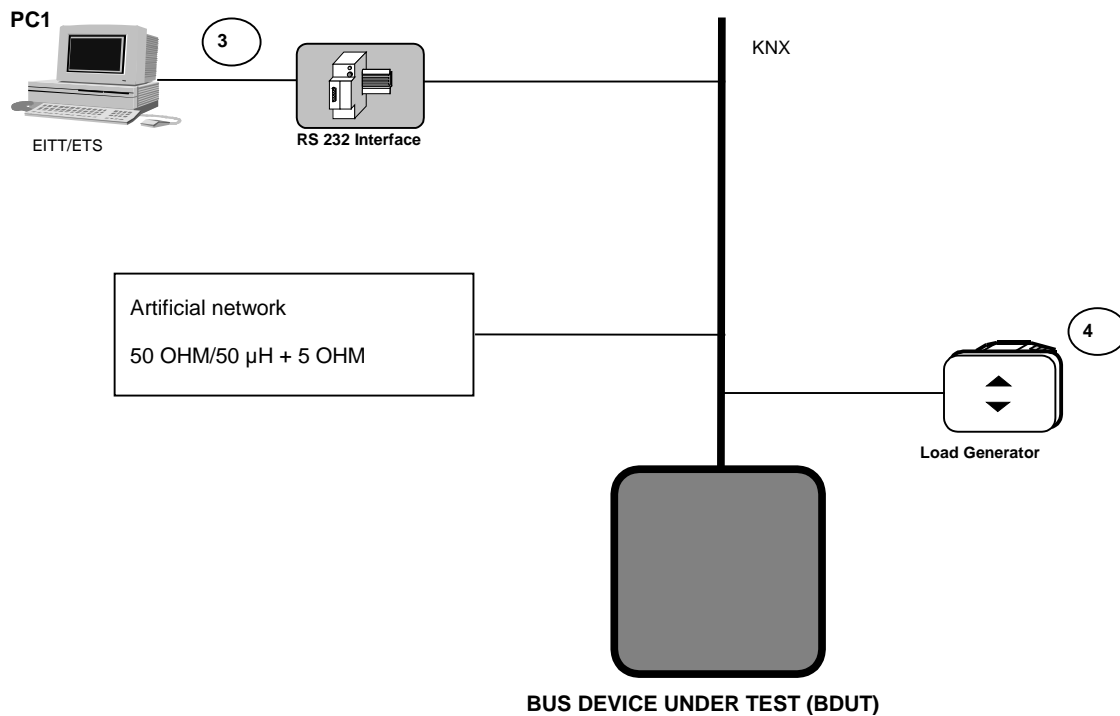 PC1
3
KNX
RS 232 Interface
EITT/ETS
Artificial network
50 OHM/50 µH + 5 OHM
4
Load Generator
BUS DEVICE UNDER TEST (BDUT)